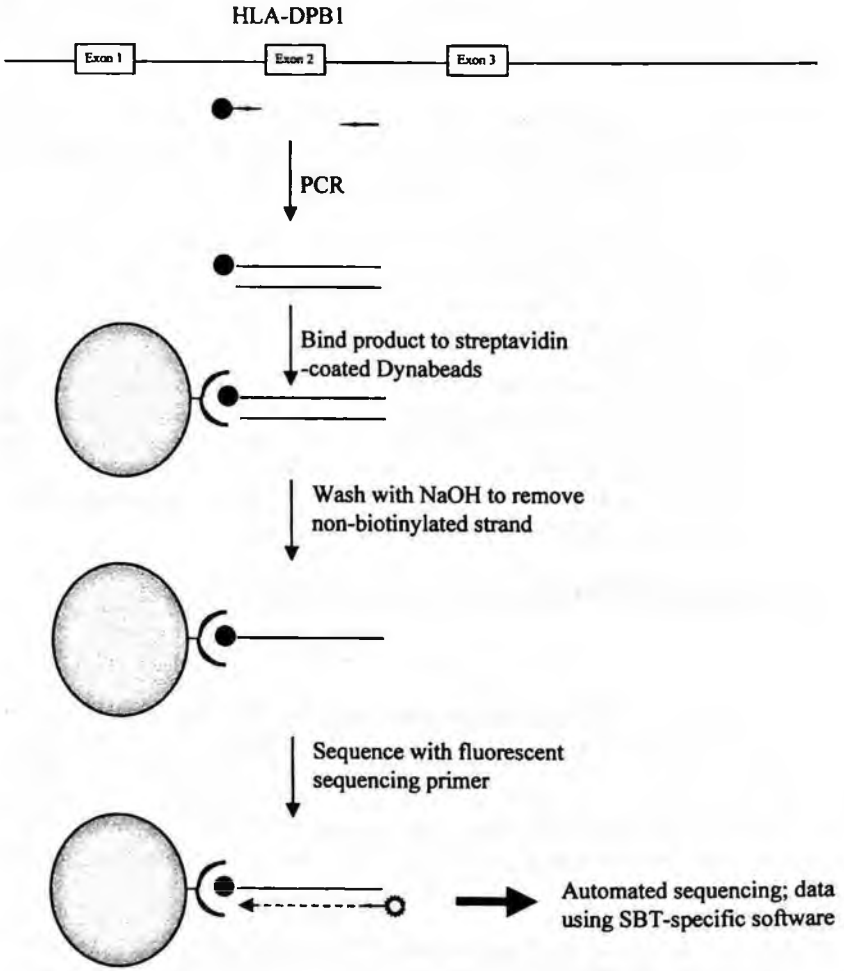 HLA-DPB1
Exon 1
Exon 2
Exon 3
PCR
Bind product to streptavidin
-coated Dynabeads
Wash with NaOH to remove
non-biotinylated strand
Sequence with fluorescent
sequencing primer
Automated sequencing; data
using SBT-specific software